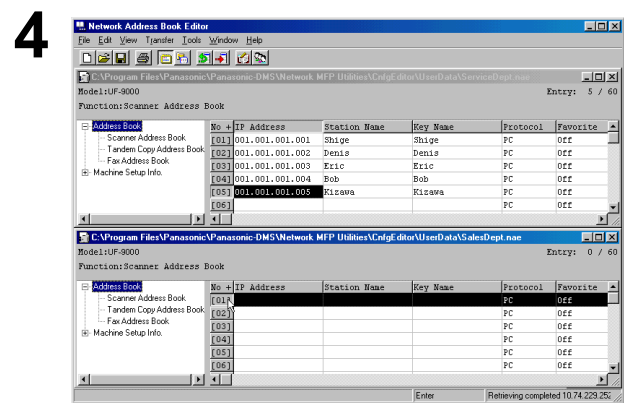 4
Network Address Book Editor
File Edit View Transfer Tools Window Help
C:\Program Files\Panasonic\Panasonic-DMS\Network MFP Utilities\CnfgEditor\UserData\ServiceDept.nae
Model:UF-9000 Entry: 5 / 60
Function:Scanner Address Book
Address Book
Scanner Address Book
Tandem Copy Address Book
Fax Address Book
Machine Setup Info.
No + IP Address Station Name Key Name Protocol Favorite
[01] 001.001.001.001 Shige Shige PC Off
[02] 001.001.001.002 Denis Denis PC Off
[03] 001.001.001.003 Eric Eric PC Off
[04] 001.001.001.004 Bob Bob PC Off
[05] 001.001.001.005 Kizawa Kizawa PC Off
[06] PC Off
C:\Program Files\Panasonic\Panasonic-DMS\Network MFP Utilities\CnfgEditor\UserData\SalesDept.nae
Model:UF-9000 Entry: 0 / 60
Function:Scanner Address Book
Address Book
Scanner Address Book
Tandem Copy Address Book
Fax Address Book
Machine Setup Info.
No + IP Address Station Name Key Name Protocol Favorite
[01] PC Off
[02] PC Off
[03] PC Off
[04] PC Off
[05] PC Off
[06] PC Off
Enter Retrieving completed 10.74.229.252